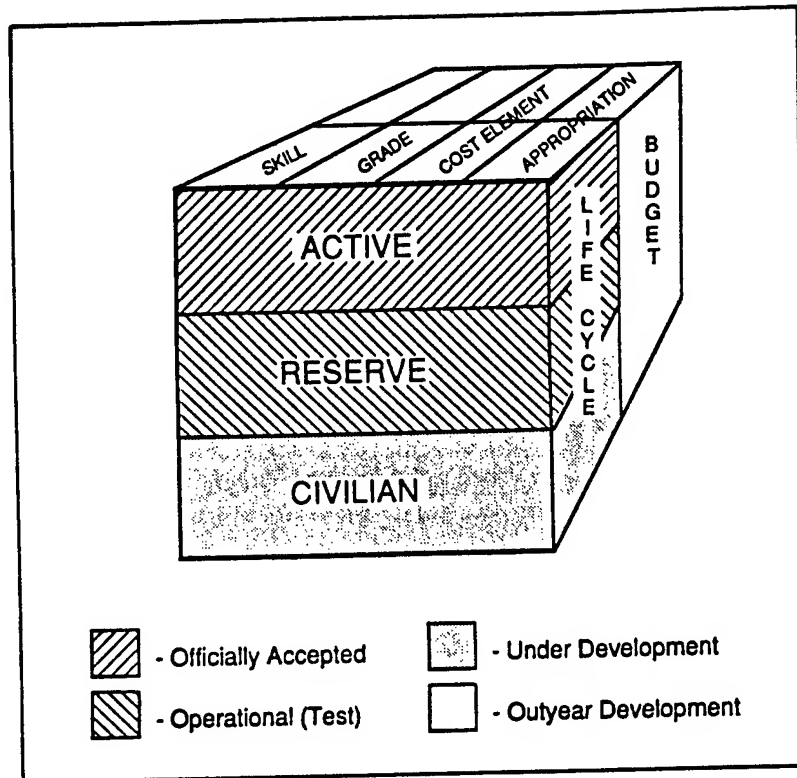 SKILL
GRADE
COST ELEMENT
APPROPRIATION
BUDGET
LIFE CYCLE
ACTIVE
RESERVE
CIVILIAN
- Officially Accepted
- Under Development
- Operational (Test)
- Outyear Development